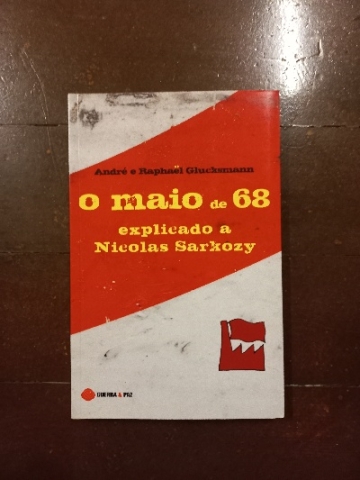 André e Raphaël Glucksmann
o maio de 68
explicado a
Nicolas Sarkozy
GUERRA & PAZ